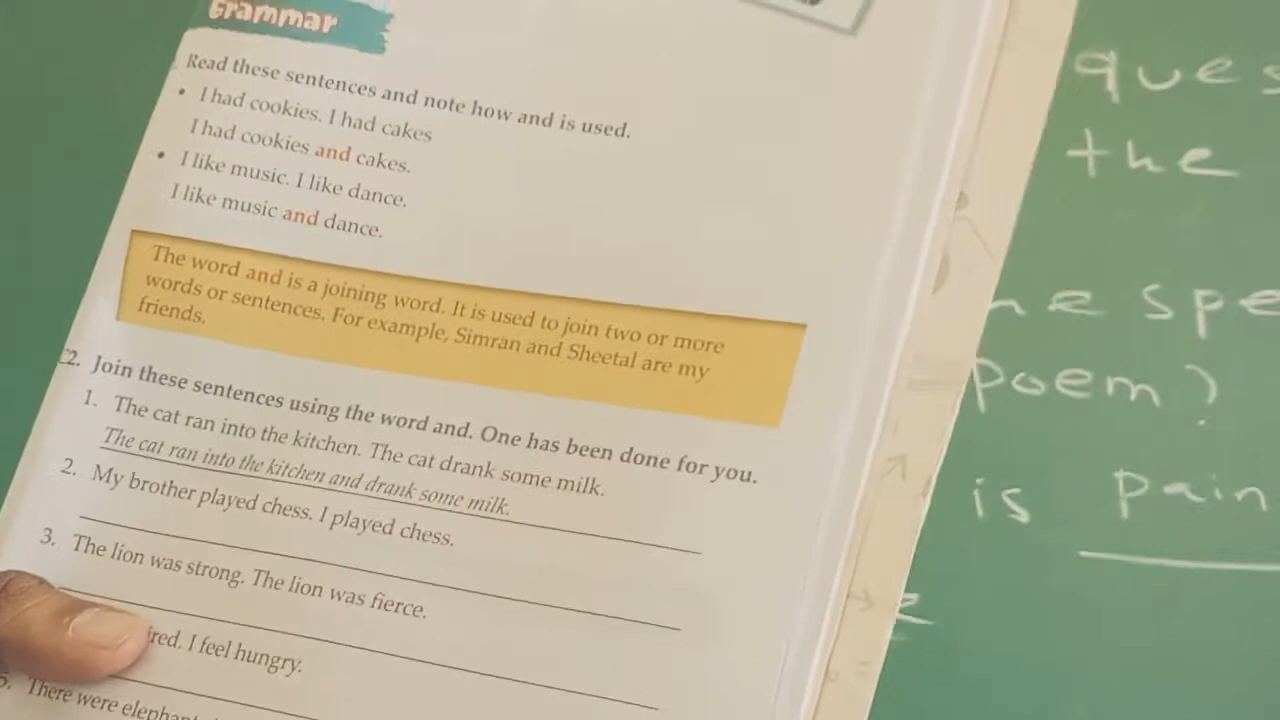 Grammar
Read these sentences and note how and is used.
• I had cookies. I had cakes
I had cookies and cakes.
• I like music. I like dance.
I like music and dance.
The word and is a joining word. It is used to join two or more
words or sentences. For example, Simran and Sheetal are my
friends.
2. Join these sentences using the word and. One has been done for you.
1. The cat ran into the kitchen. The cat drank some milk.
The cat ran into the kitchen and drank some milk.
2. My brother played chess. I played chess.
3. The lion was strong. The lion was fierce.
I feel hungry.
5. There were
the
poem?
is